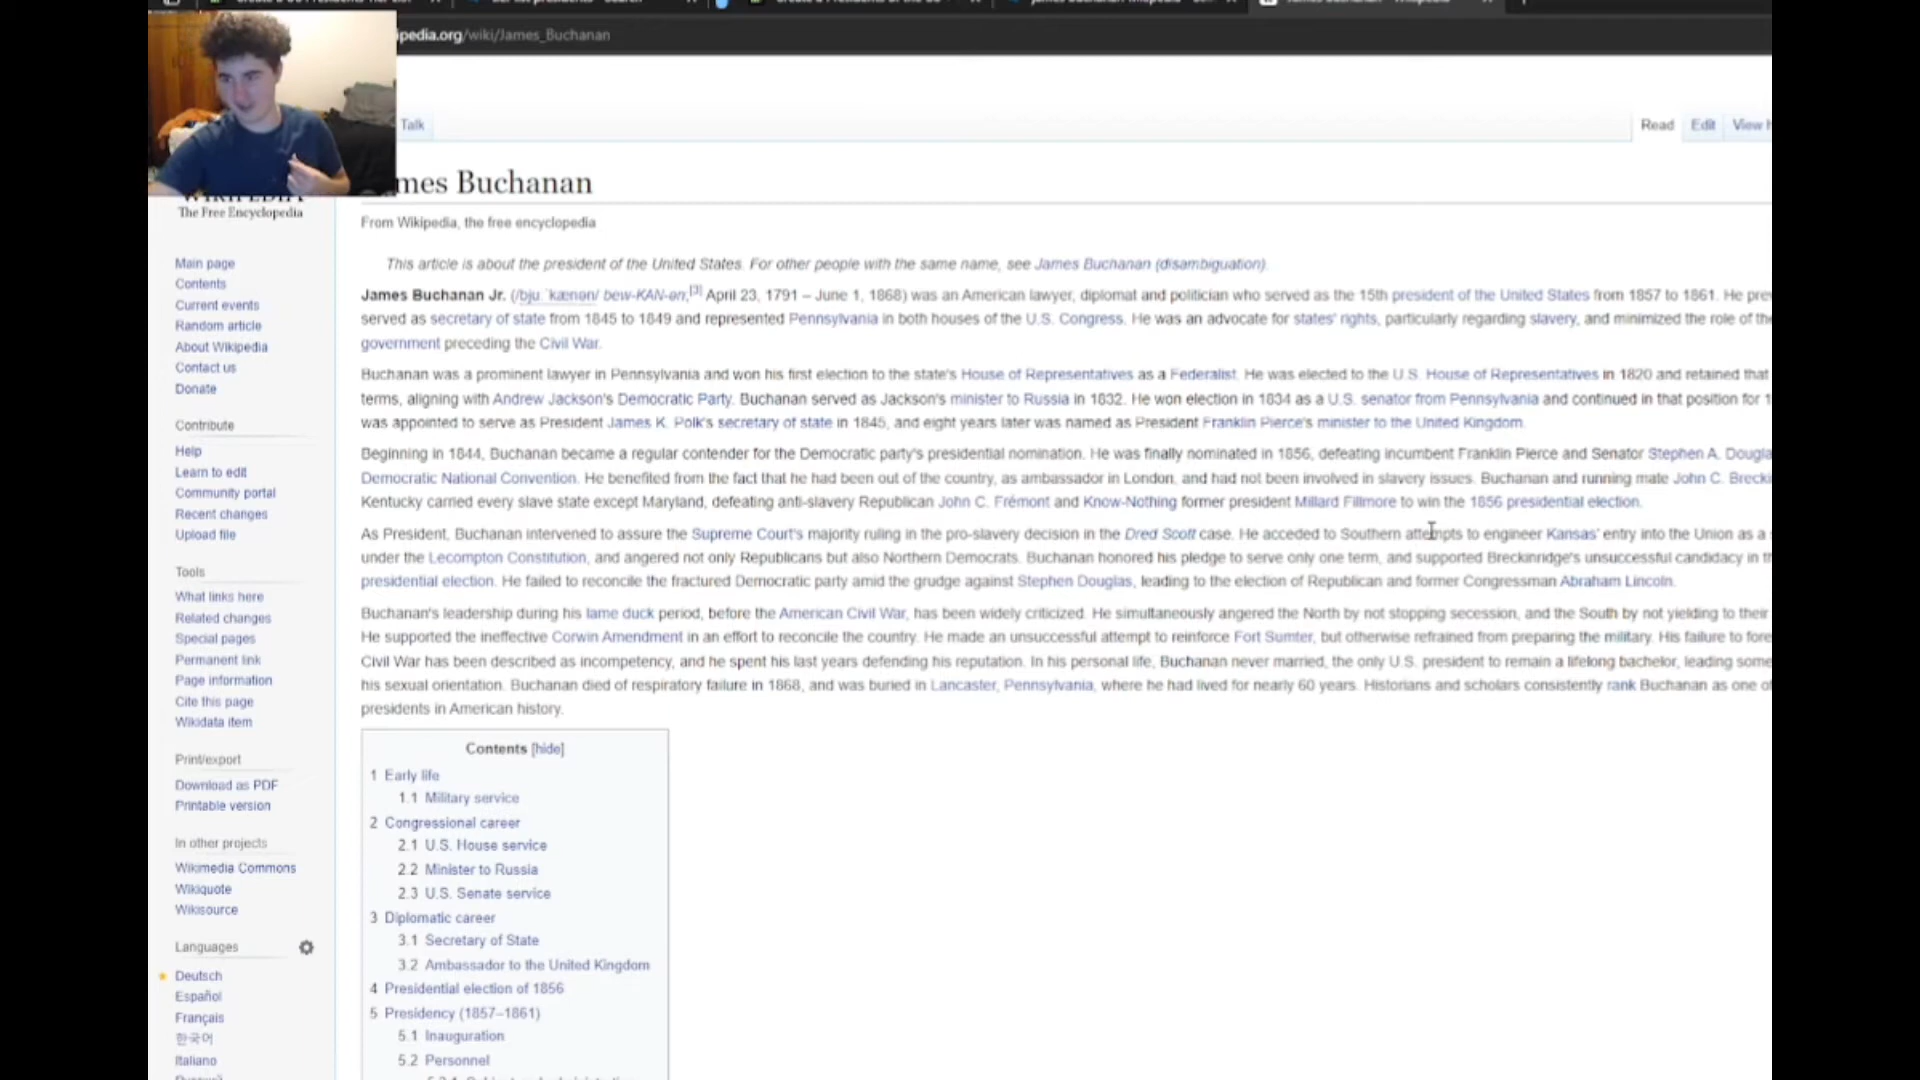 ipedia.org/wiki/James_Buchanan
Talk
Read Edit View
mes Buchanan
The Free Encyclopedia
From Wikipedia, the free encyclopedia
Main page
Contents
Current events
Random article
About Wikipedia
Contact us
Donate
Contribute
Help
Learn to edit
Community portal
Recent changes
Upload file
Tools
What links here
Related changes
Special pages
Permanent link
Page information
Cite this page
Wikidata item
Print/export
Download as PDF
Printable version
In other projects
Wikimedia Commons
Wikiquote
Wikisource
Languages
Deutsch
Español
Français
한국어
Italiano
This article is about the president of the United States. For other people with the same name, see James Buchanan (disambiguation).
James Buchanan Jr. (/bjuːˈkænən/ bew-KAN-ən,[3] April 23, 1791 – June 1, 1868) was an American lawyer, diplomat and politician who served as the 15th president of the United States from 1857 to 1861. He pre
served as secretary of state from 1845 to 1849 and represented Pennsylvania in both houses of the U.S. Congress. He was an advocate for states' rights, particularly regarding slavery, and minimized the role of the
government preceding the Civil War.
Buchanan was a prominent lawyer in Pennsylvania and won his first election to the state's House of Representatives as a Federalist. He was elected to the U.S. House of Representatives in 1820 and retained that
terms, aligning with Andrew Jackson's Democratic Party. Buchanan served as Jackson's minister to Russia in 1832. He won election in 1834 as a U.S. senator from Pennsylvania and continued in that position for 1
was appointed to serve as President James K. Polk's secretary of state in 1845, and eight years later was named as President Franklin Pierce's minister to the United Kingdom.
Beginning in 1844, Buchanan became a regular contender for the Democratic party's presidential nomination. He was finally nominated in 1856, defeating incumbent Franklin Pierce and Senator Stephen A. Dougla
Democratic National Convention. He benefited from the fact that he had been out of the country, as ambassador in London, and had not been involved in slavery issues. Buchanan and running mate John C. Brecki
Kentucky carried every slave state except Maryland, defeating anti-slavery Republican John C. Frémont and Know-Nothing former president Millard Fillmore to win the 1856 presidential election.
As President, Buchanan intervened to assure the Supreme Court's majority ruling in the pro-slavery decision in the Dred Scott case. He acceded to Southern attempts to engineer Kansas' entry into the Union as a
under the Lecompton Constitution, and angered not only Republicans but also Northern Democrats. Buchanan honored his pledge to serve only one term, and supported Breckinridge's unsuccessful candidacy in th
presidential election. He failed to reconcile the fractured Democratic party amid the grudge against Stephen Douglas, leading to the election of Republican and former Congressman Abraham Lincoln.
Buchanan's leadership during his lame duck period, before the American Civil War, has been widely criticized. He simultaneously angered the North by not stopping secession, and the South by not yielding to their
He supported the ineffective Corwin Amendment in an effort to reconcile the country. He made an unsuccessful attempt to reinforce Fort Sumter, but otherwise refrained from preparing the military. His failure to fore
Civil War has been described as incompetency, and he spent his last years defending his reputation. In his personal life, Buchanan never married, the only U.S. president to remain a lifelong bachelor, leading some
his sexual orientation. Buchanan died of respiratory failure in 1868, and was buried in Lancaster, Pennsylvania, where he had lived for nearly 60 years. Historians and scholars consistently rank Buchanan as one of
presidents in American history.
Contents [hide]
1 Early life
1.1 Military service
2 Congressional career
2.1 U.S. House service
2.2 Minister to Russia
2.3 U.S. Senate service
3 Diplomatic career
3.1 Secretary of State
3.2 Ambassador to the United Kingdom
4 Presidential election of 1856
5 Presidency (1857–1861)
5.1 Inauguration
5.2 Personnel